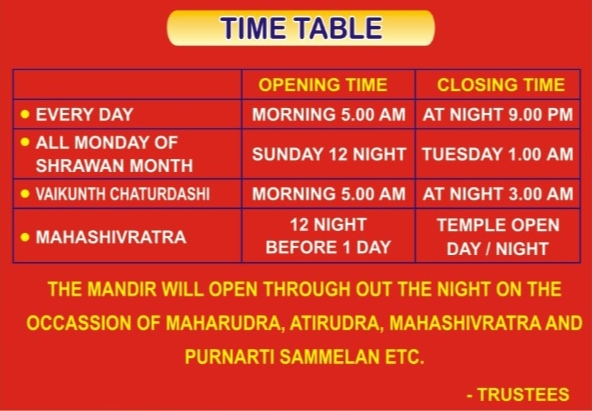 TIME TABLE
OPENING TIME CLOSING TIME
• EVERY DAY MORNING 5.00 AM AT NIGHT 9.00 PM
• ALL MONDAY OF
SHRAWAN MONTH SUNDAY 12 NIGHT TUESDAY 1.00 AM
• VAIKUNTH CHATURDASHI MORNING 5.00 AM AT NIGHT 3.00 AM
• MAHASHIVRATRA
12 NIGHT
BEFORE 1 DAY
TEMPLE OPEN
DAY / NIGHT
THE MANDIR WILL OPEN THROUGH OUT THE NIGHT ON THE
OCCASSION OF MAHARUDRA, ATIRUDRA, MAHASHIVRATRA AND
PURNARTI SAMMELAN ETC.
- TRUSTEES